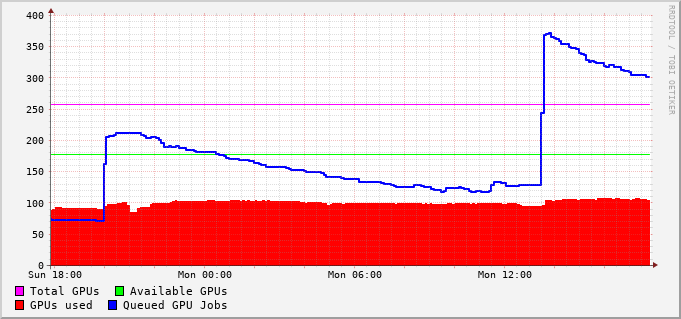 400
350
300
250
200
150
100
50
0
Sun 18:00 Mon 00:00 Mon 06:00 Mon 12:00
Total GPUs Available GPUs
GPUs used Queued GPU Jobs
RRDTOOL / TOBI OETIKER